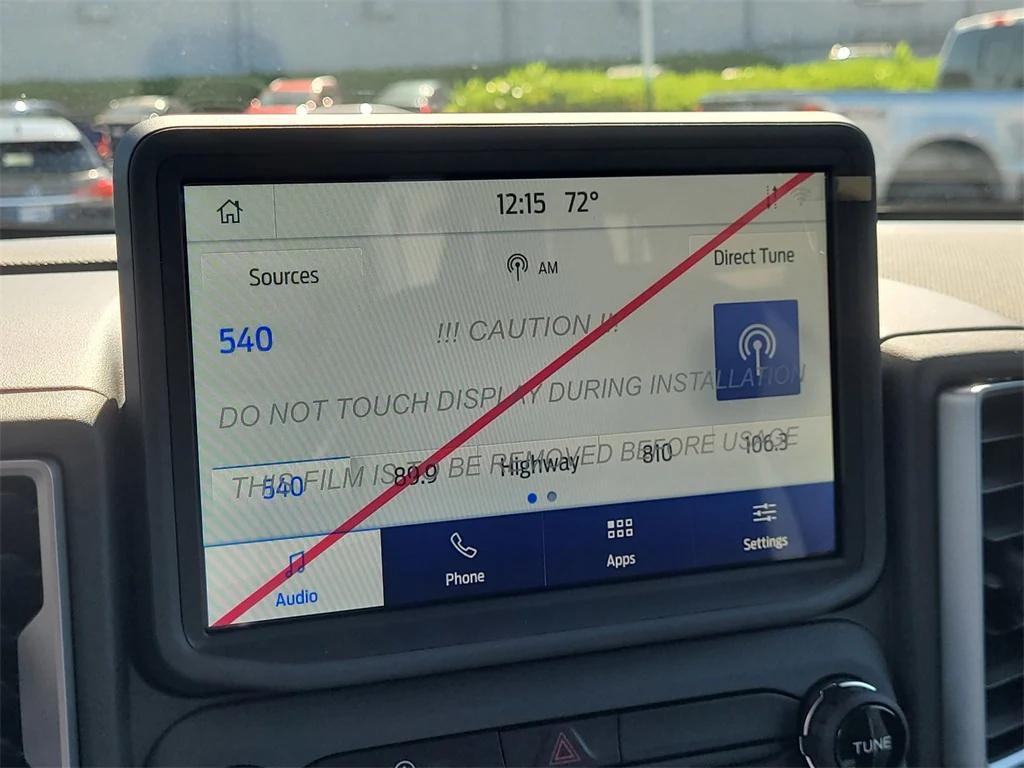 12:15 72°
Sources
AM
Direct Tune
540
!!! CAUTION !!!
DO NOT TOUCH DISPLAY DURING INSTALLATION
THIS FILM IS TO BE REMOVED BEFORE USAGE
540 89.9 Highway 810 106.3
Audio
Phone
Apps
Settings
TUNE